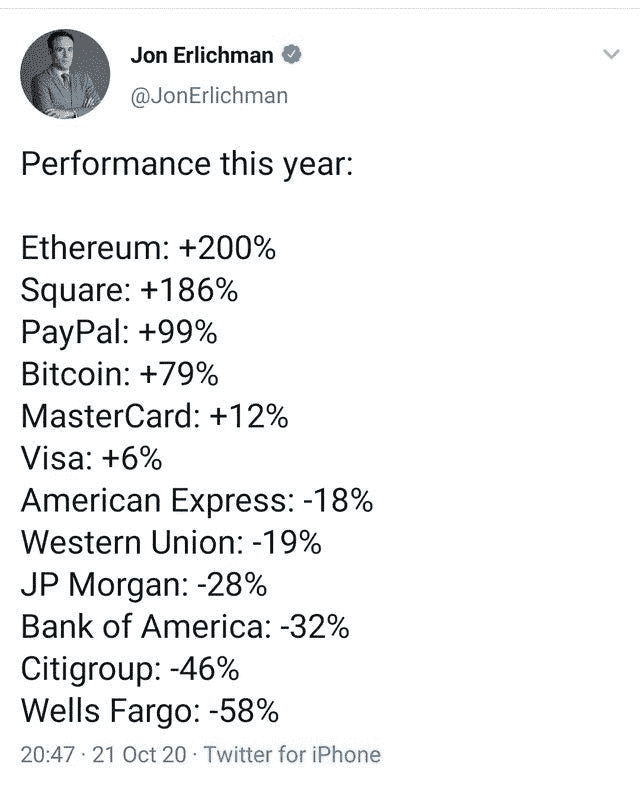 Jon Erlichman
@JonErlichman
Performance this year:
Ethereum: +200%
Square: +186%
PayPal: +99%
Bitcoin: +79%
MasterCard: +12%
Visa: +6%
American Express: -18%
Western Union: -19%
JP Morgan: -28%
Bank of America: -32%
Citigroup: -46%
Wells Fargo: -58%
20:47 · 21 Oct 20 · Twitter for iPhone